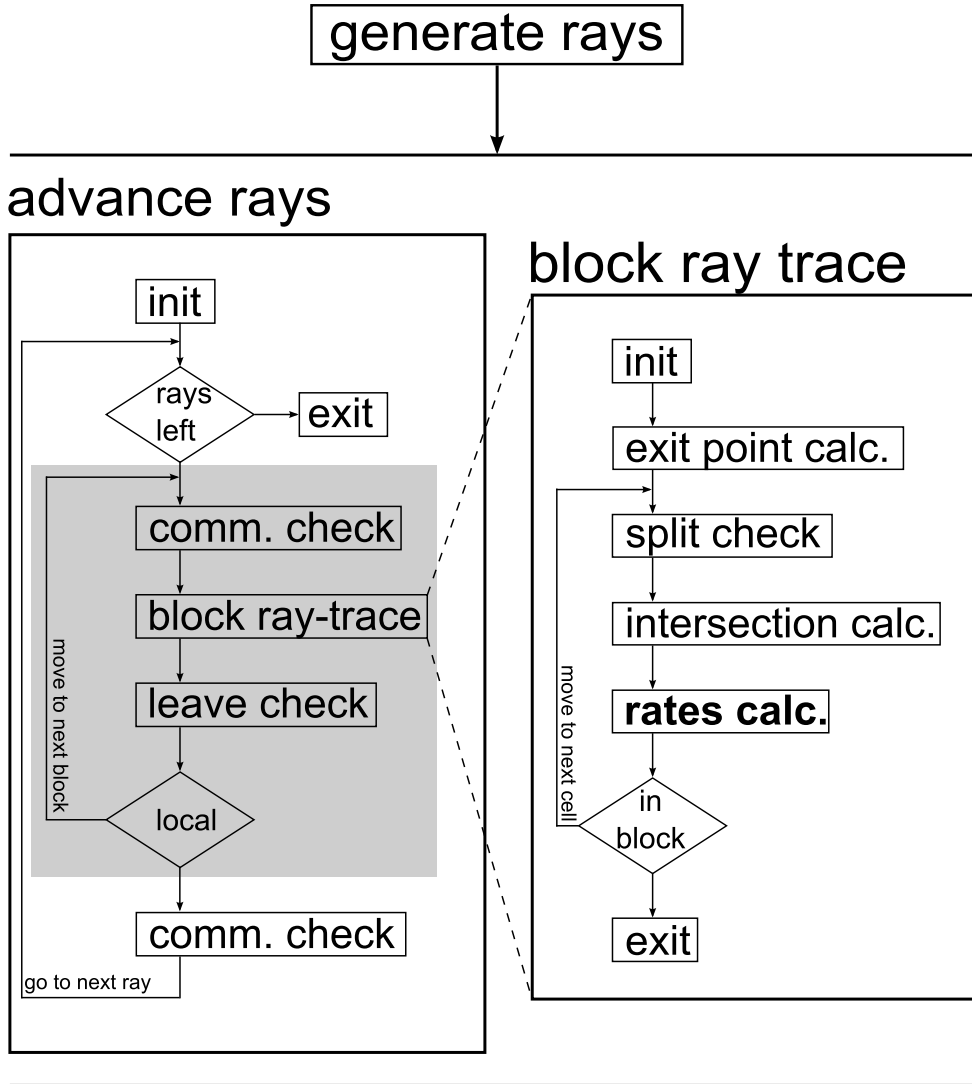 generate rays
advance rays
init
rays
left
exit
comm. check
block ray-trace
leave check
move to next block
local
comm. check
go to next ray
block ray trace
init
exit point calc.
split check
intersection calc.
rates calc.
move to next cell
in
block
exit